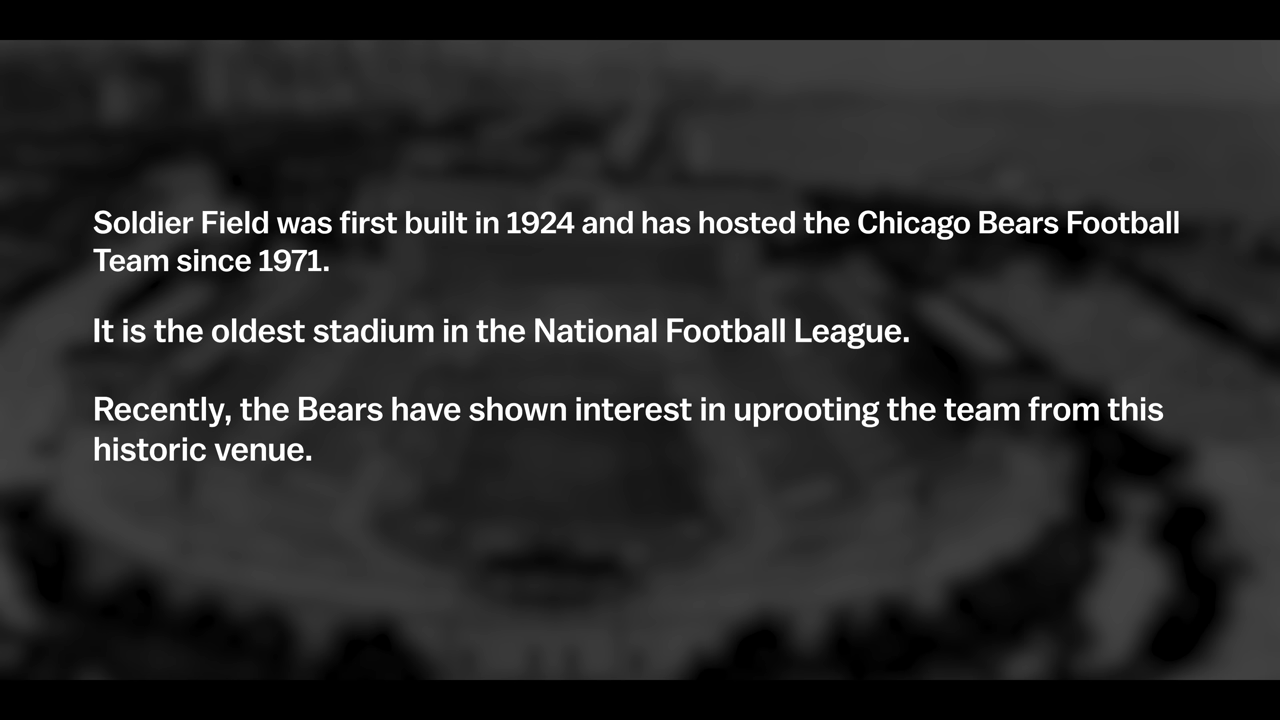 Soldier Field was first built in 1924 and has hosted the Chicago Bears Football
Team since 1971.
It is the oldest stadium in the National Football League.
Recently, the Bears have shown interest in uprooting the team from this
historic venue.